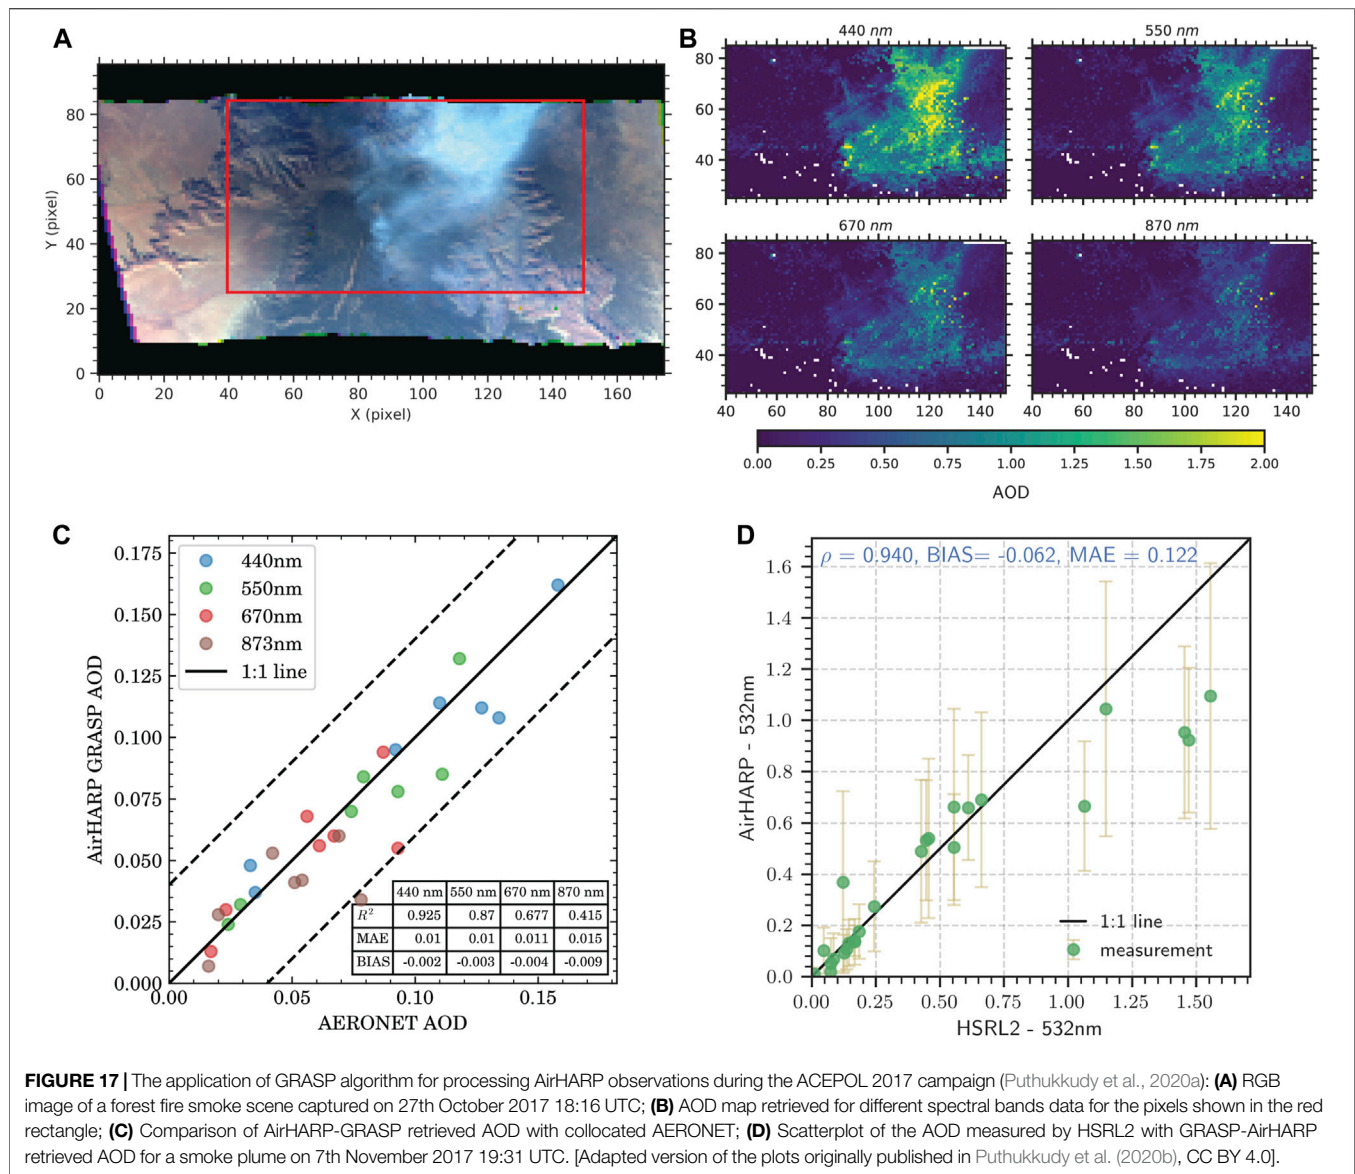 A
80
60
40
20
0
Y (pixel)
0 20 40 60 80 100 120 140 160
X (pixel)
B
440 nm
550 nm
80
60
40
670 nm
870 nm
80
60
40
40 60 80 100 120 140
40 60 80 100 120 140
0.00 0.25 0.50 0.75 1.00 1.25 1.50 1.75 2.00
AOD
C
0.175
0.150
0.125
0.100
0.075
0.050
0.025
0.000
AirHARP GRASP AOD
440nm
550nm
670nm
873nm
1:1 line
440 nm 550 nm 670 nm 870 nm
R² 0.925 0.87 0.677 0.415
MAE 0.01 0.01 0.011 0.015
BIAS -0.002 -0.003 -0.004 -0.009
0.00 0.05 0.10 0.15
AERONET AOD
D
ρ = 0.940, BIAS= -0.062, MAE = 0.122
1.6
1.4
1.2
1.0
0.8
0.6
0.4
0.2
0.0
AirHARP - 532nm
1:1 line
measurement
0.00 0.25 0.50 0.75 1.00 1.25 1.50
HSRL2 - 532nm
FIGURE 17 | The application of GRASP algorithm for processing AirHARP observations during the ACEPOL 2017 campaign (Puthukkudy et al., 2020a): (A) RGB
image of a forest fire smoke scene captured on 27th October 2017 18:16 UTC; (B) AOD map retrieved for different spectral bands data for the pixels shown in the red
rectangle; (C) Comparison of AirHARP-GRASP retrieved AOD with collocated AERONET; (D) Scatterplot of the AOD measured by HSRL2 with GRASP-AirHARP
retrieved AOD for a smoke plume on 7th November 2017 19:31 UTC. [Adapted version of the plots originally published in Puthukkudy et al. (2020b), CC BY 4.0].